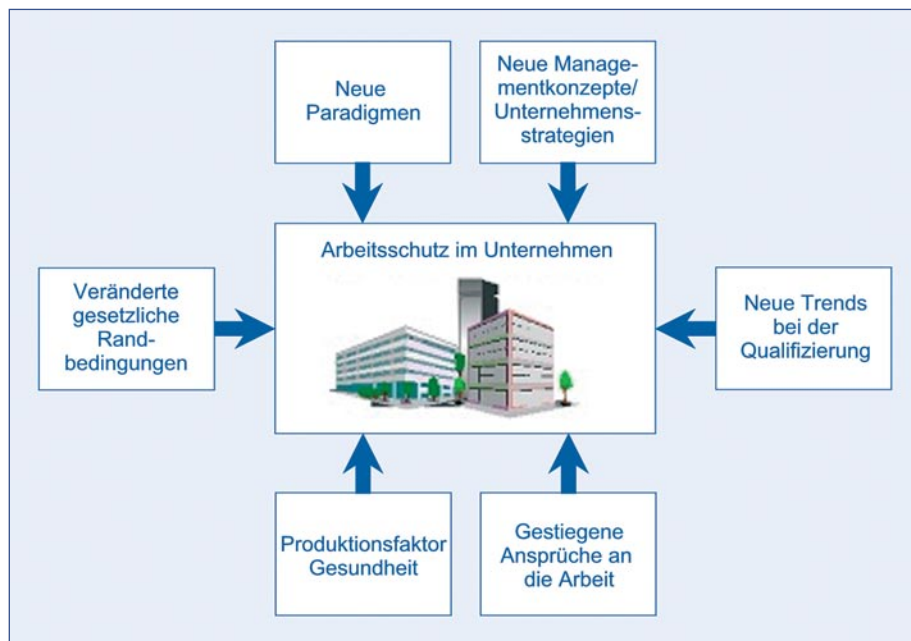 Neue
Paradigmen
Neue Manage-
mentkonzepte/
Unternehmens-
strategien
Arbeitsschutz im Unternehmen
Veränderte
gesetzliche
Rand-
bedingungen
Neue Trends
bei der
Qualifizierung
Produktionsfaktor
Gesundheit
Gestiegene
Ansprüche an
die Arbeit